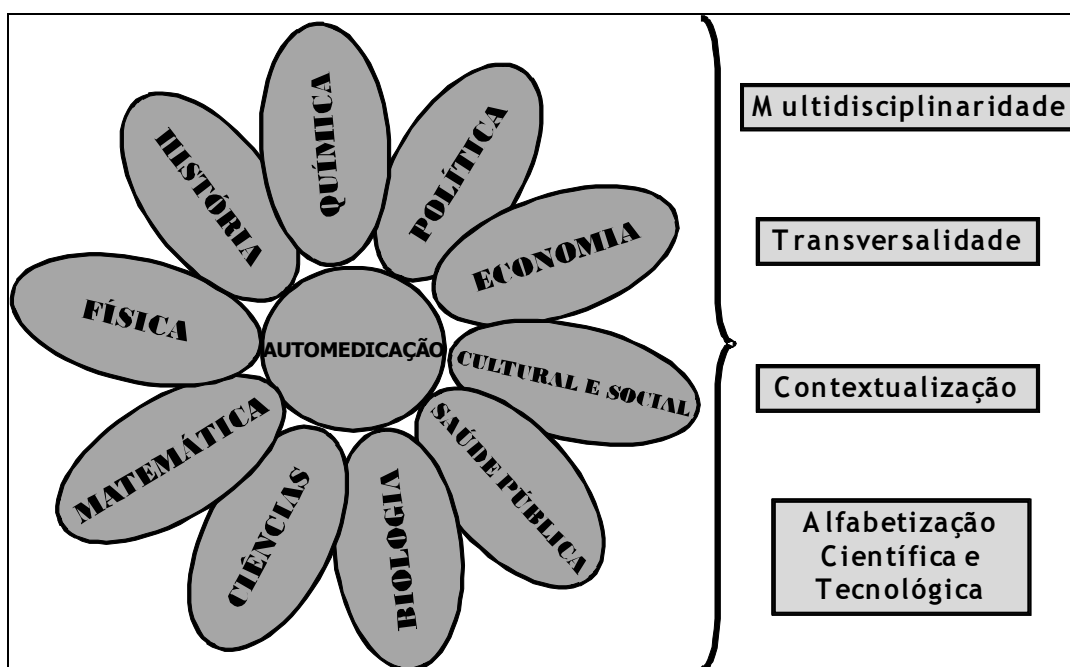 QUÍMICA
POLÍTICA
ECONOMIA
CULTURAL E SOCIAL
SAÚDE PÚBLICA
BIOLOGIA
CIÊNCIAS
MATEMÁTICA
FÍSICA
HISTÓRIA
AUTOMEDICAÇÃO
Multidisciplinaridade
Transversalidade
Contextualização
Alfabetização
Científica e
Tecnológica